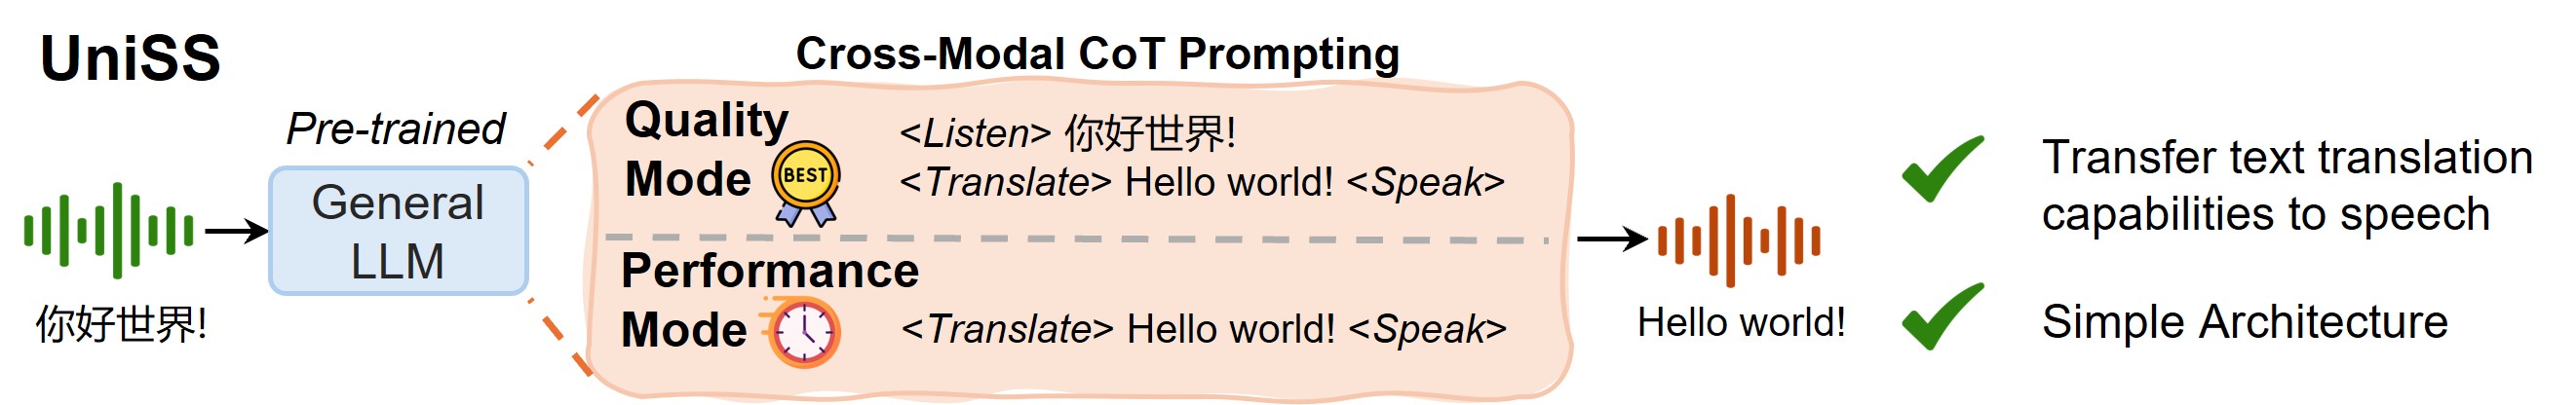 UniSS
Pre-trained
General
LLM
你好世界!
Cross-Modal CoT Prompting
Quality
Mode
BEST
<Listen> 你好世界!
<Translate> Hello world! <Speak>
Performance
Mode
<Translate> Hello world! <Speak>
Hello world!
Transfer text translation
capabilities to speech
Simple Architecture